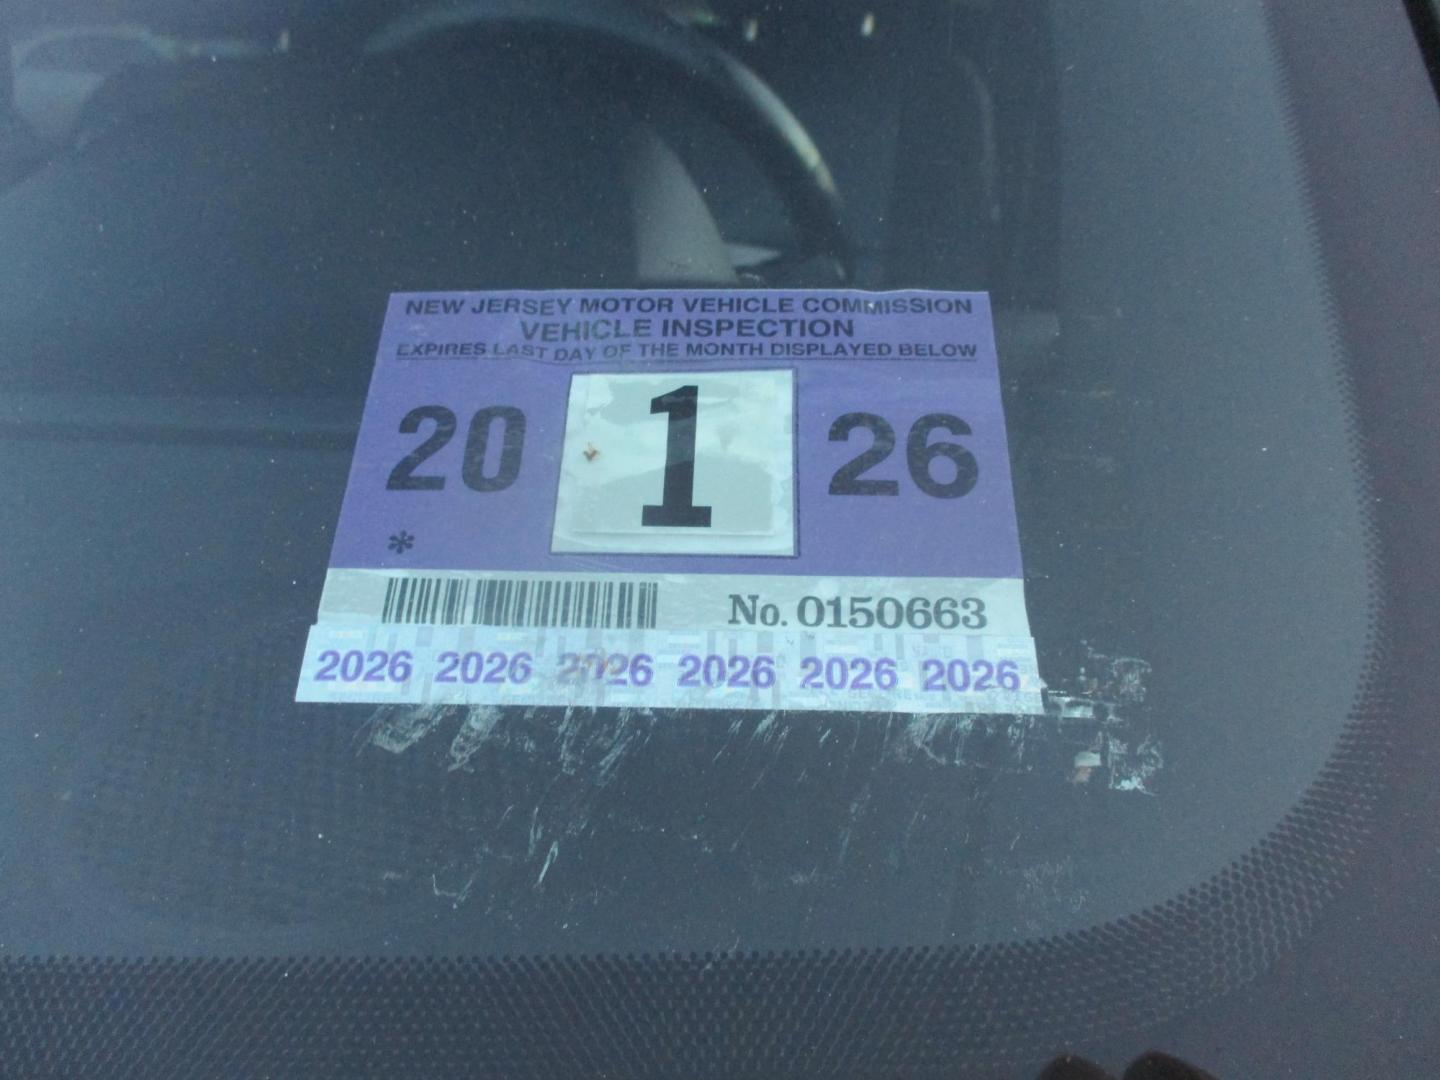 NEW JERSEY MOTOR VEHICLE COMMISSION
VEHICLE INSPECTION
EXPIRES LAST DAY OF THE MONTH DISPLAYED BELOW
20 1 26
*
No. 0150663
2026 2026 2026 2026 2026 2026